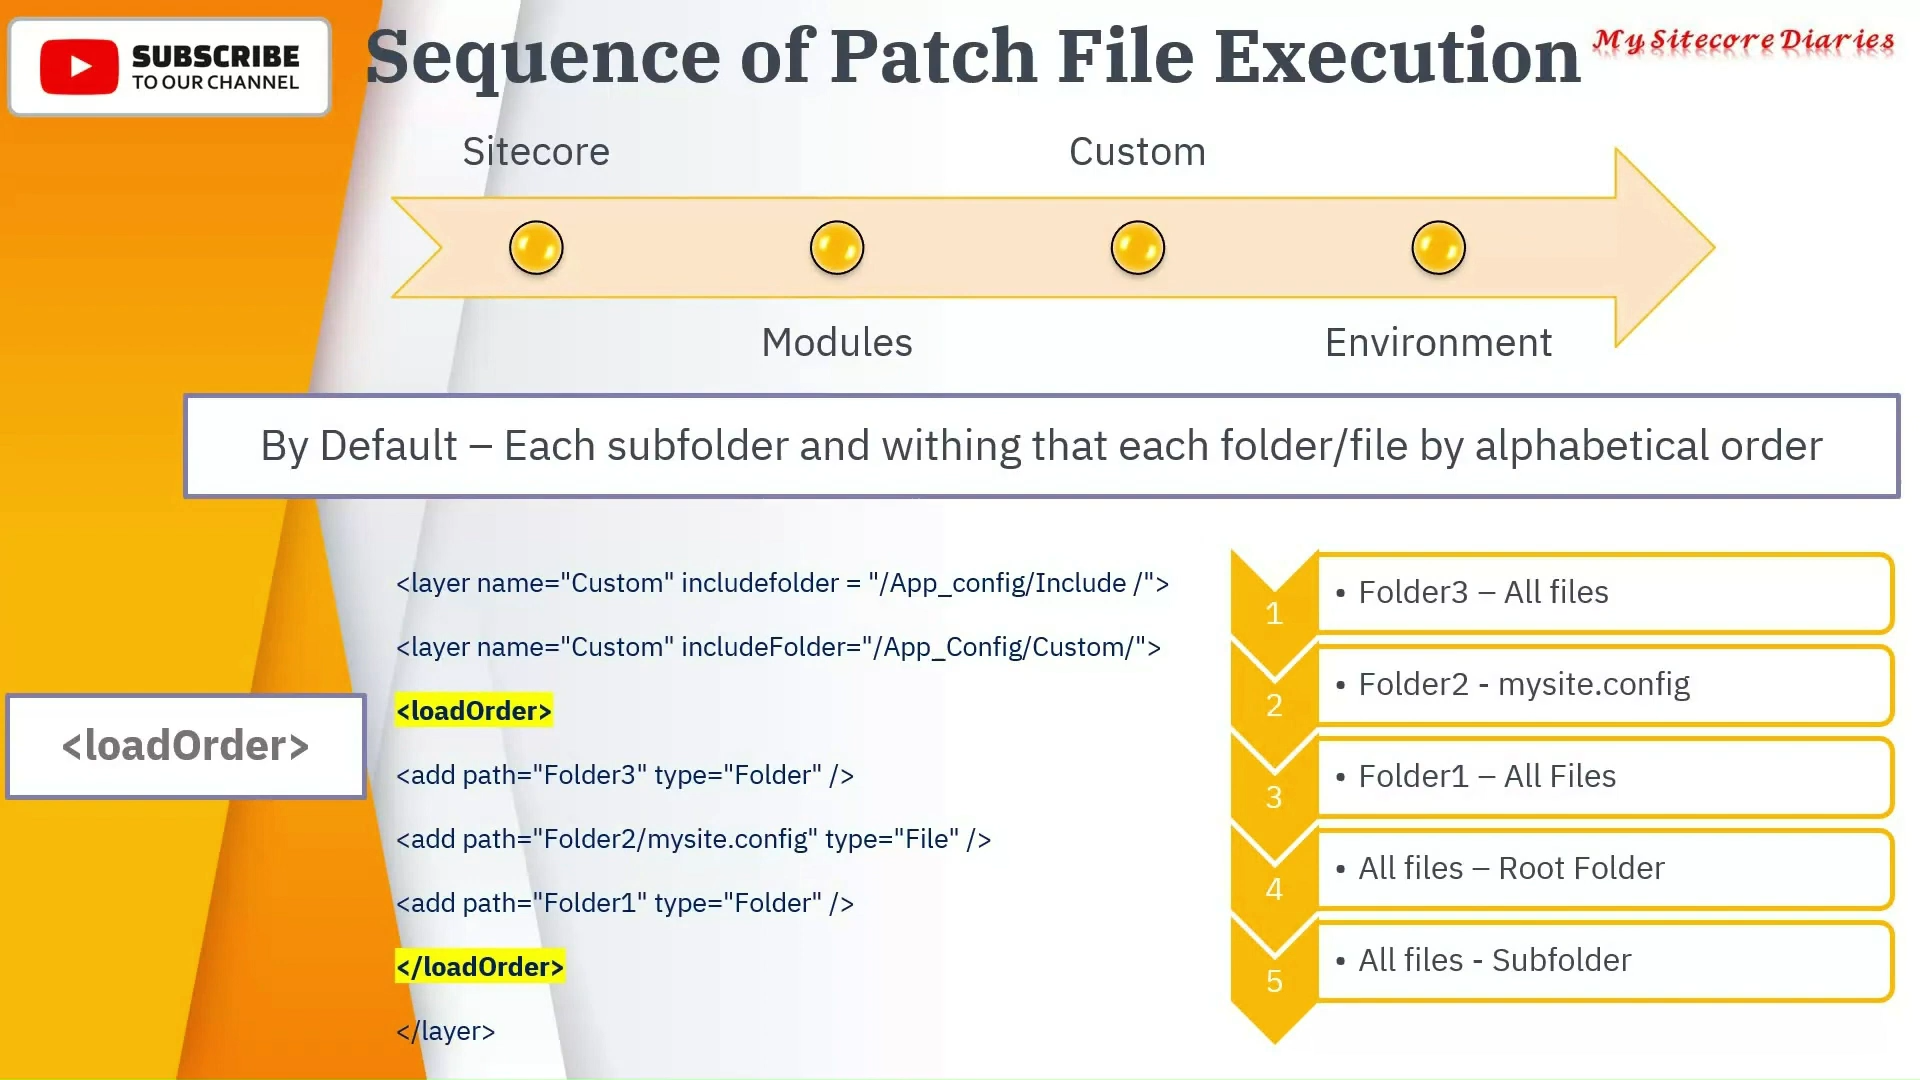 SUBSCRIBE
TO OUR CHANNEL
Sequence of Patch File Execution
My Sitecore Diaries
Sitecore
Custom
Modules
Environment
By Default – Each subfolder and withing that each folder/file by alphabetical order
<loadOrder>
<layer name="Custom" includefolder = "/App_config/Include /">
<layer name="Custom" includeFolder="/App_Config/Custom/">
<loadOrder>
<add path="Folder3" type="Folder" />
<add path="Folder2/mysite.config" type="File" />
<add path="Folder1" type="Folder" />
</loadOrder>
</layer>
1
• Folder3 – All files
2
• Folder2 - mysite.config
3
• Folder1 – All Files
4
• All files – Root Folder
5
• All files - Subfolder